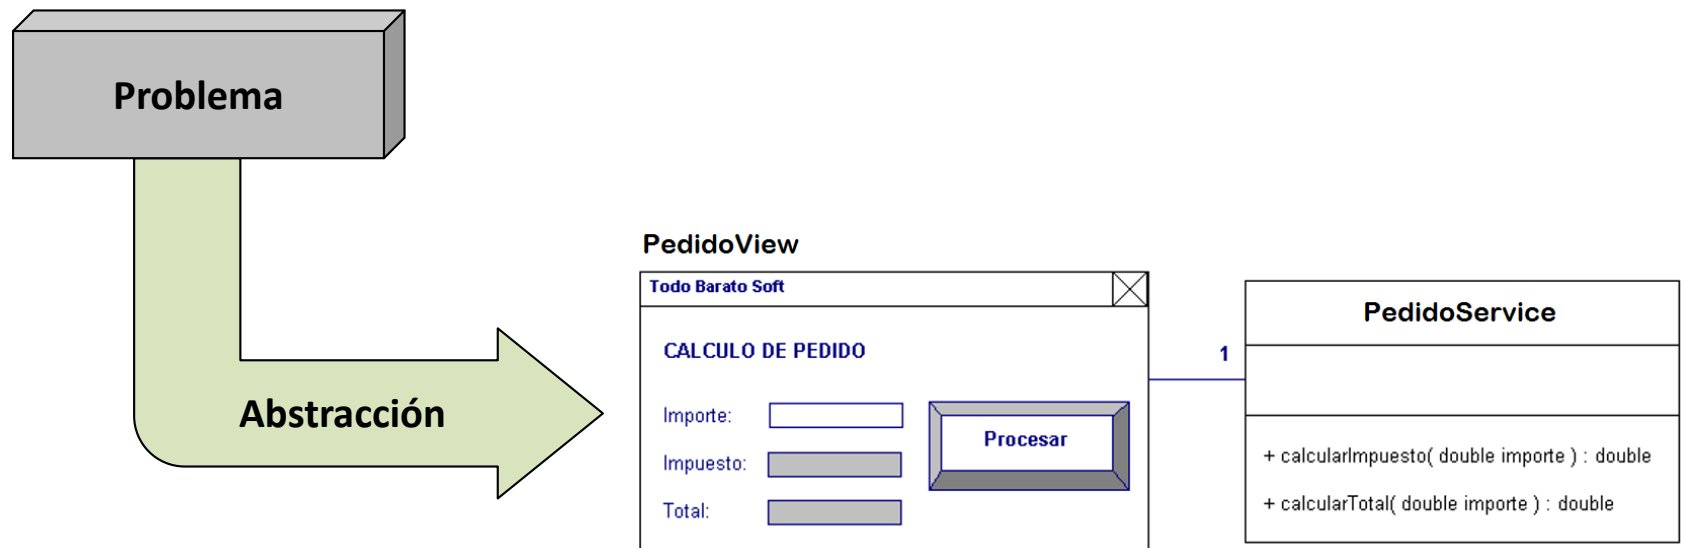 Problema
Abstracción
PedidoView
Todo Barato Soft
CALCULO DE PEDIDO
Importe:
Procesar
Impuesto:
Total:
1
PedidoService
+ calcularImpuesto( double importe ) : double
+ calcularTotal( double importe ) : double